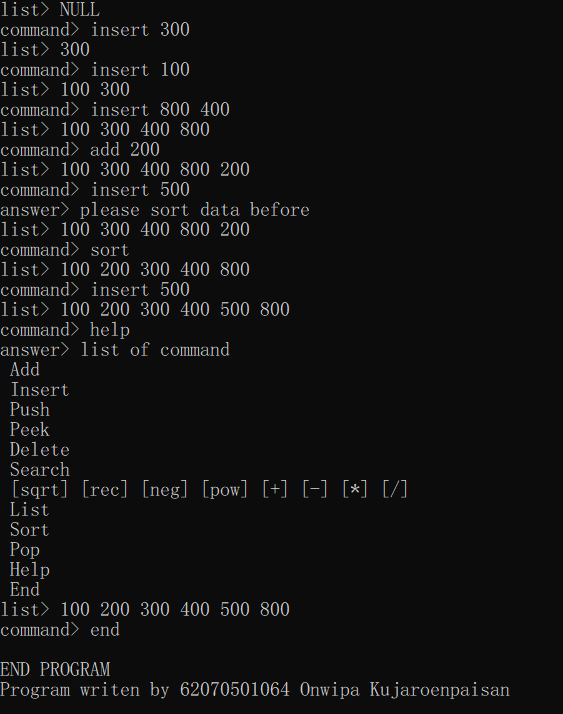 list> NULL
command> insert 300
list> 300
command> insert 100
list> 100 300
command> insert 800 400
list> 100 300 400 800
command> add 200
list> 100 300 400 800 200
command> insert 500
answer> please sort data before
list> 100 300 400 800 200
command> sort
list> 100 200 300 400 800
command> insert 500
list> 100 200 300 400 500 800
command> help
answer> list of command
Add
Insert
Push
Peek
Delete
Search
[sqrt] [rec] [neg] [pow] [+] [-] [*] [/]
List
Sort
Pop
Help
End
list> 100 200 300 400 500 800
command> end
END PROGRAM
Program writen by 62070501064 Onwipa Kujaroenpaisan